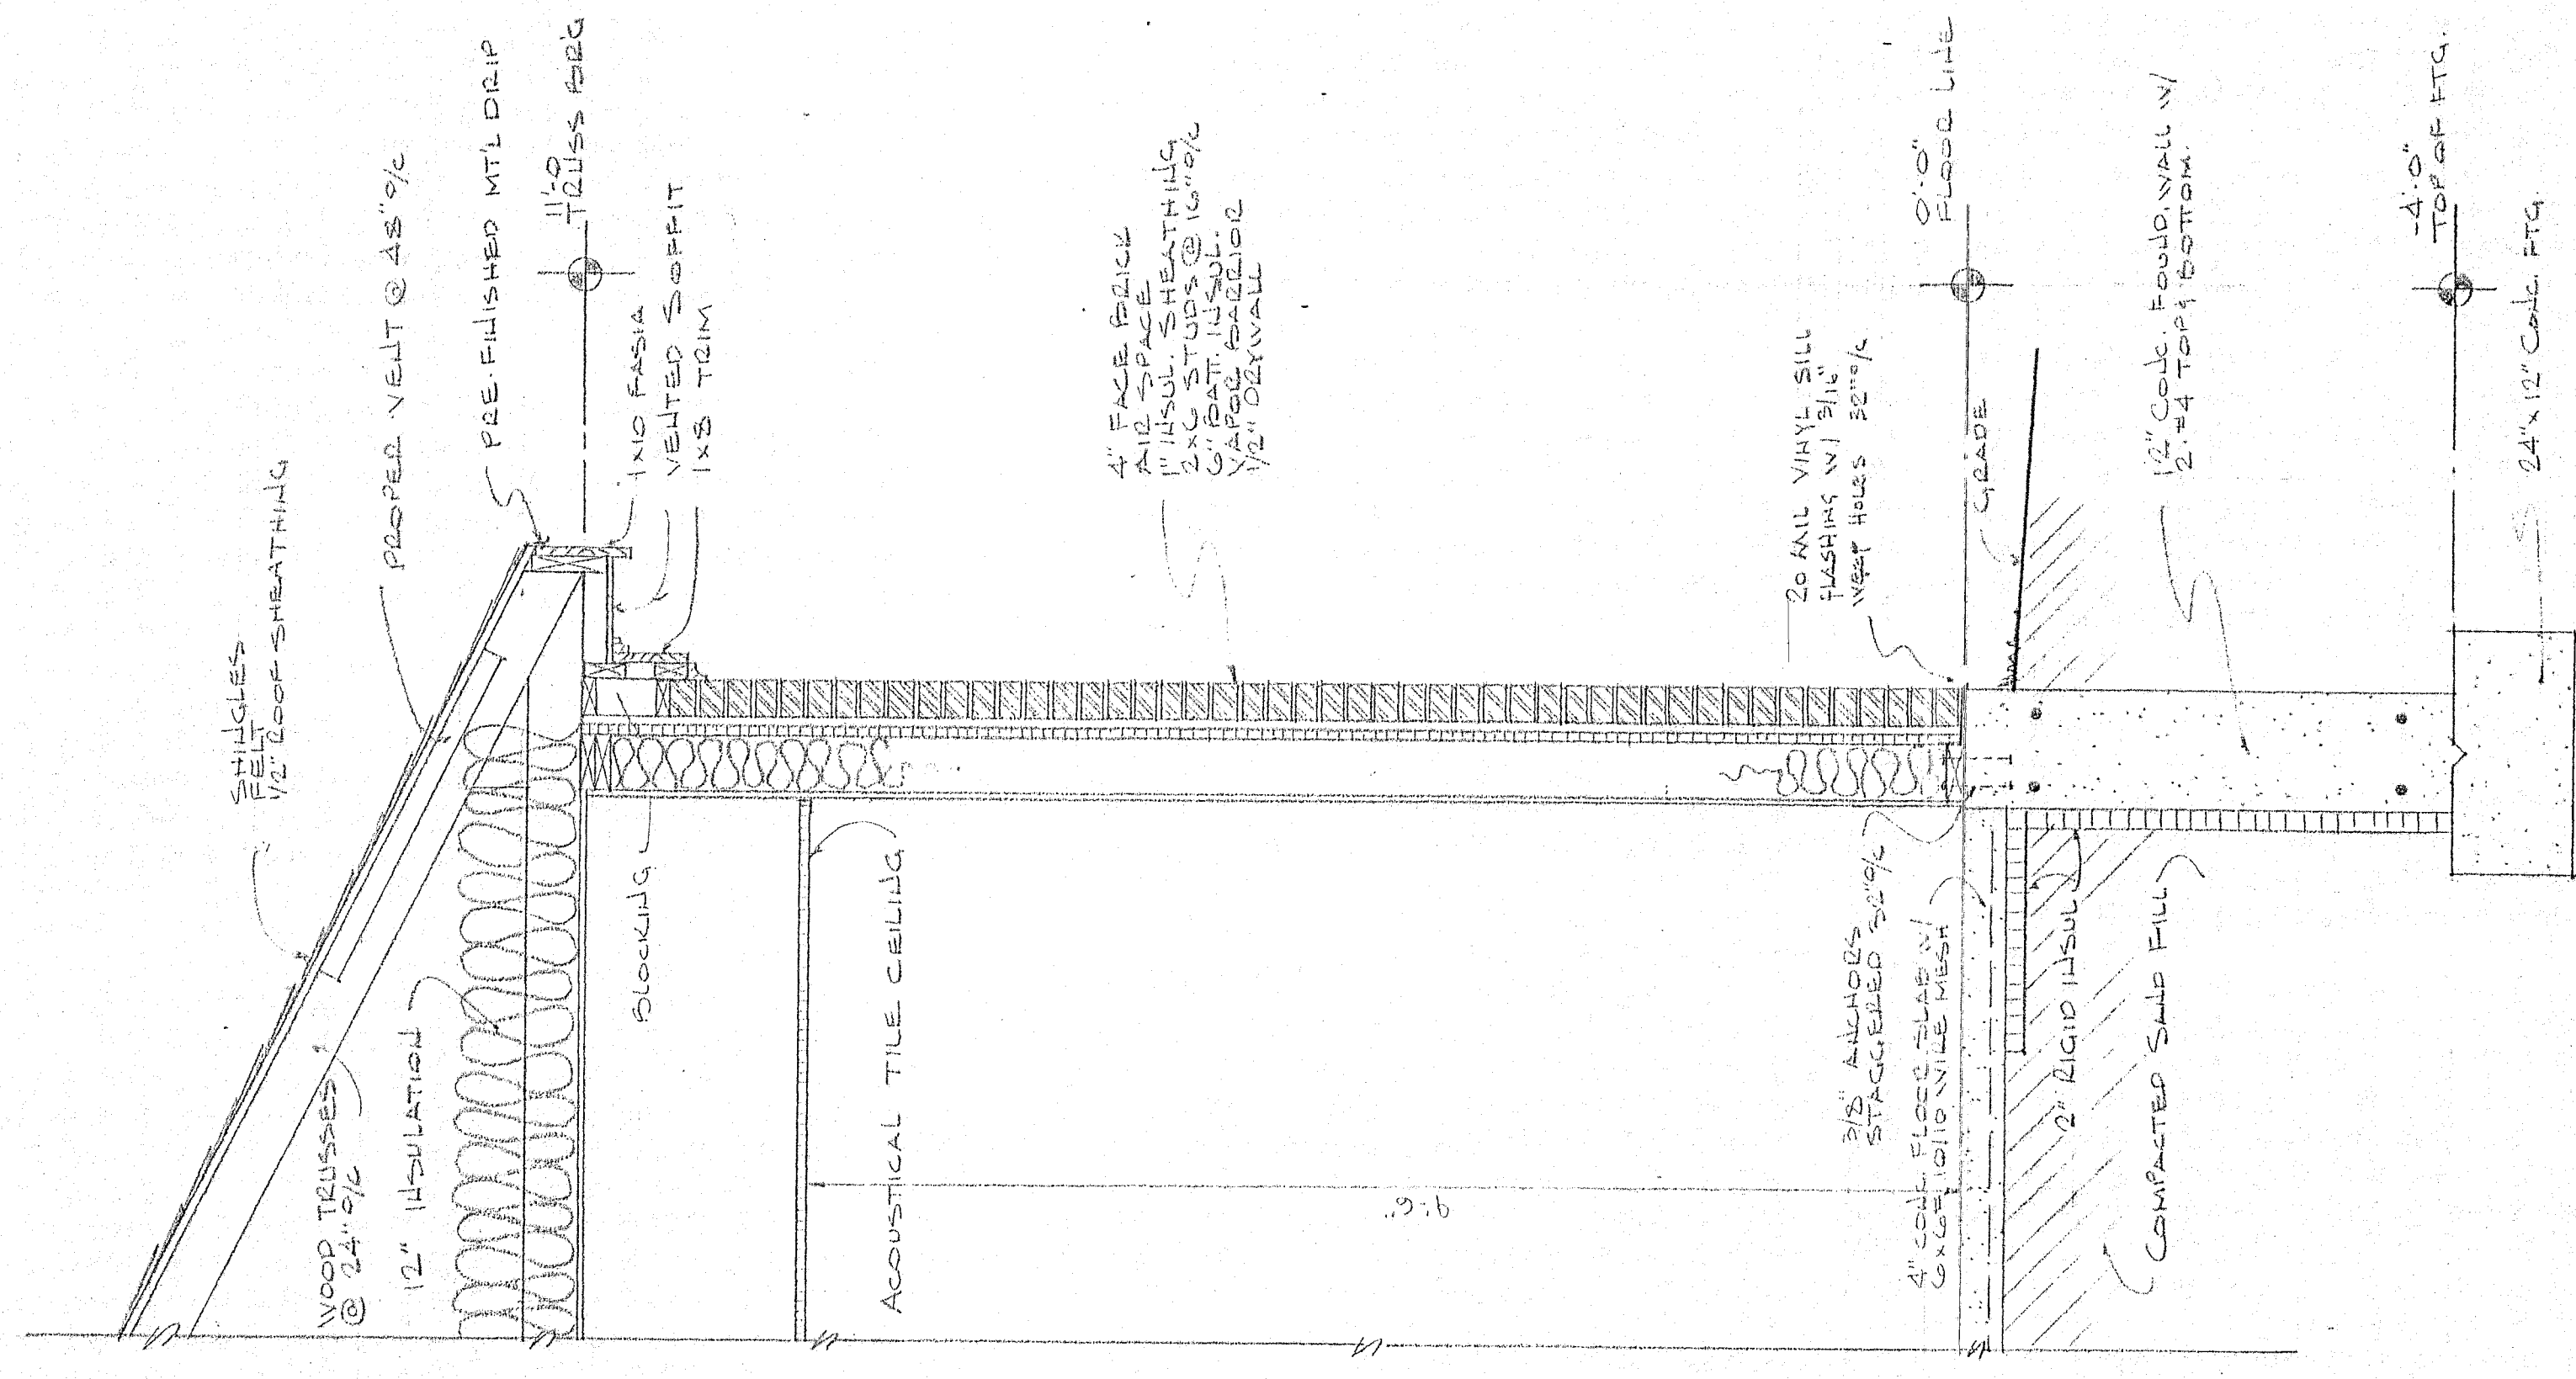 SHINGLES
FELT
1/2" ROOF SHEATHING
PROPER VENT @ 48" o/c
PRE-FINISHED MT'L DRIP
11'-0
TRUSS BRG
1x10 FASIA
VENTED SOFFIT
1x8 TRIM
WOOD TRUSSES
@ 24" o/c
12" INSULATION
BLOCKING
ACOUSTICAL TILE CEILING
4" FACE BRICK
AIR SPACE
1" INSUL. SHEATHING
2x6 STUDS @ 16" o/c
6" BATT. INSUL.
VAPOR BARRIOR
1/2" DRYWALL
9'-6"
20 MIL VINYL SILL
FLASHING W/ 3/16"
WEEP HOLES 32" o/c
0'-0"
FLOOR LINE
GRADE
3/8" ANCHORS
STAGGERED 32" o/c
4" CONC. FLOOR SLAB W/
6x6-10/10 WIRE MESH
2" RIGID INSUL
COMPACTED SAND FILL
12" CONC. FOUND. WALL W/
2-#4 TOP & BOTTOM.
-4'-0"
TOP OF FTG.
24" x 12" CONC. FTG.